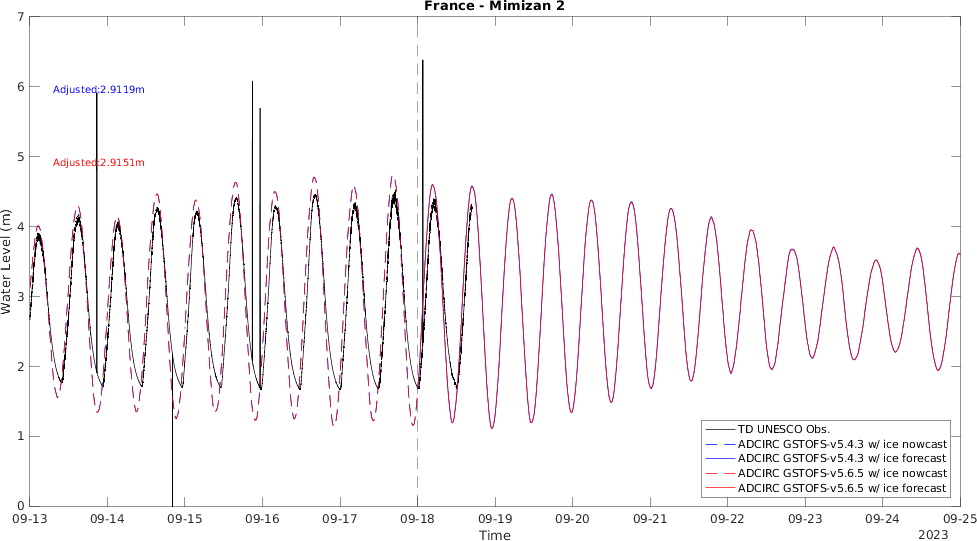 France - Mimizan 2
7
6
5
4
3
2
1
0
Water Level (m)
Adjusted:2.9119m
Adjusted:2.9151m
TD UNESCO Obs.
ADCIRC GSTOFS-v5.4.3 w/ ice nowcast
ADCIRC GSTOFS-v5.4.3 w/ ice forecast
ADCIRC GSTOFS-v5.6.5 w/ ice nowcast
ADCIRC GSTOFS-v5.6.5 w/ ice forecast
09-13 09-14 09-15 09-16 09-17 09-18 09-19 09-20 09-21 09-22 09-23 09-24 09-25
Time
2023